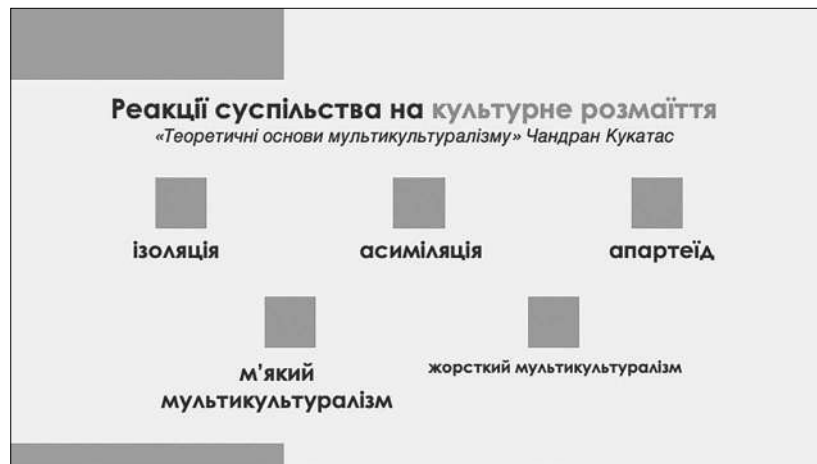 Реакції суспільства на культурне розмаїття
«Теоретичні основи мультикультуралізму» Чандран Кукатас
ізоляція
асиміляція
апартеїд
м’який
мультикультуралізм
жорсткий мультикультуралізм